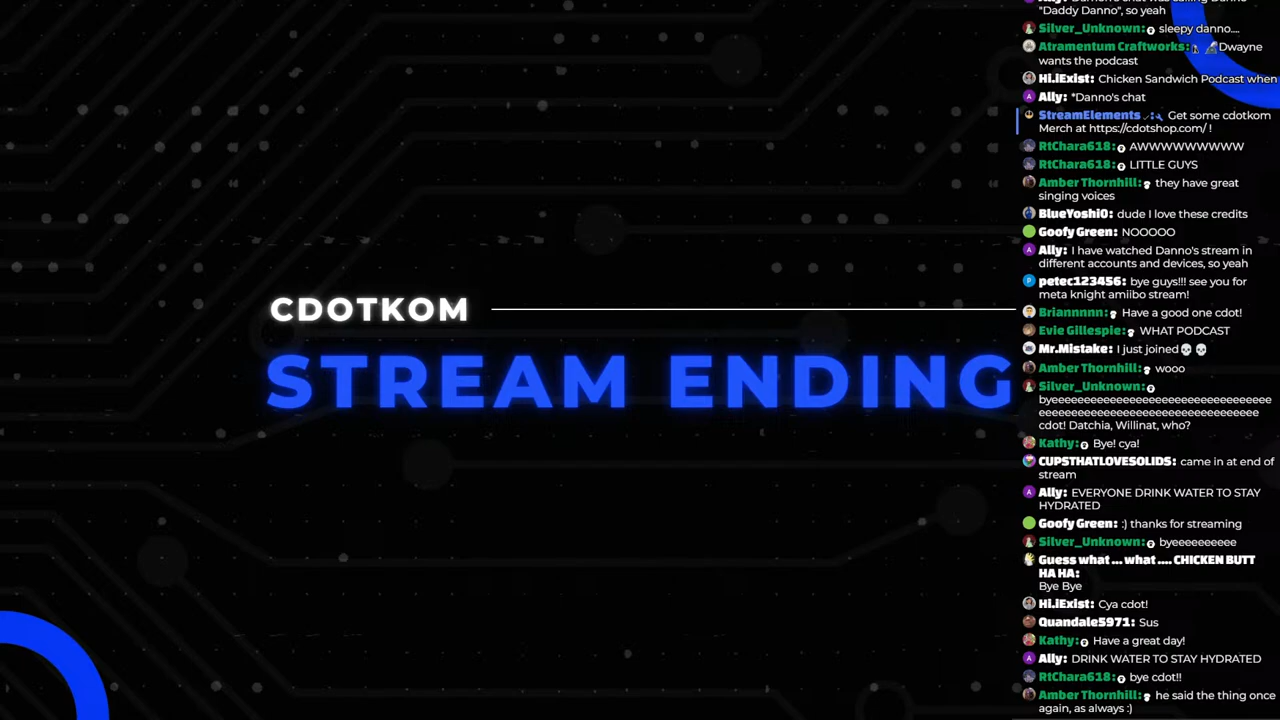 "Daddy Danno", so yeah
Silver_Unknown: sleepy danno....
Atramentum Craftworks: Dwayne
wants the podcast
Hi.iExist: Chicken Sandwich Podcast when
Ally: *Danno's chat
StreamElements: Get some cdotkom
Merch at https://cdotshop.com/ !
RtChara618: AWWWWWWWWW
RtChara618: LITTLE GUYS
Amber Thornhill: they have great
singing voices
BlueYoshi0: dude I love these credits
Goofy Green: NOOOOO
Ally: I have watched Danno's stream in
different accounts and devices, so yeah
petec123456: bye guys!!! see you for
meta knight amiibo stream!
Briannnnn: Have a good one cdot!
Evie Gillespie: WHAT PODCAST
Mr.Mistake: I just joined💀💀
Amber Thornhill: wooo
Silver_Unknown:
cdot! Datchia, Willinat, who?
Kathy: Bye! cya!
CUPSTHATLOVESOLIDS: came in at end of
stream
Ally: EVERYONE DRINK WATER TO STAY
HYDRATED
Goofy Green: :) thanks for streaming
Silver_Unknown: byeeeeeeeeee
Guess what ... what .... CHICKEN BUTT
HA HA:
Bye Bye
Hi.iExist: Cya cdot!
Quandale5971: Sus
Kathy: Have a great day!
Ally: DRINK WATER TO STAY HYDRATED
RtChara618: bye cdot!!
Amber Thornhill: he said the thing once
again, as always :)
CDOTKOM
STREAM ENDING